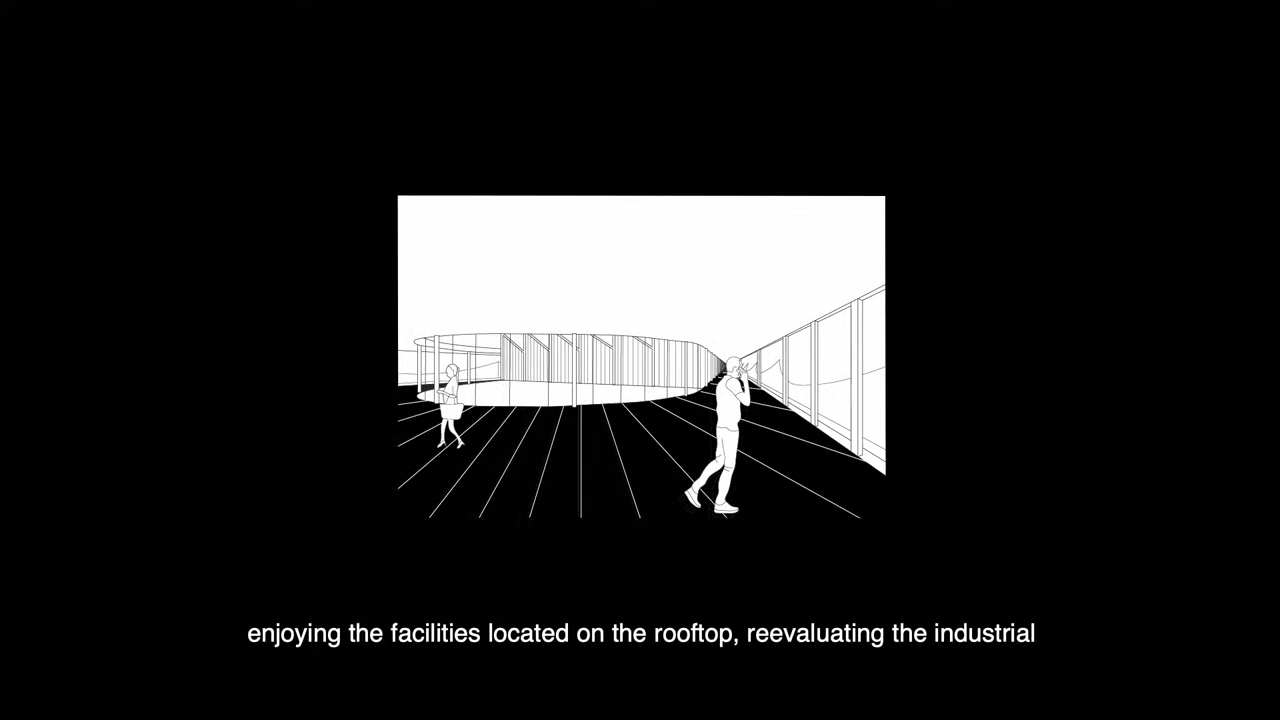 enjoying the facilities located on the rooftop, reevaluating the industrial